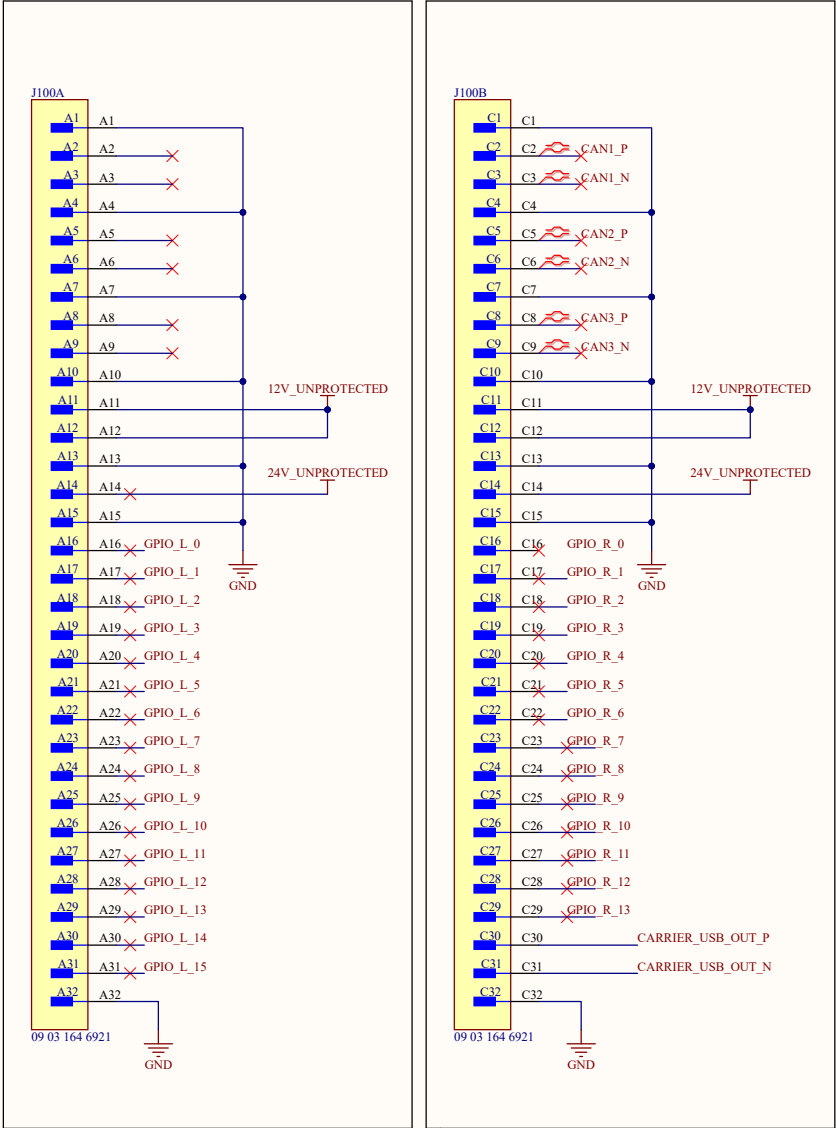 J100A
A1 A1
A2 A2
A3 A3
A4 A4
A5 A5
A6 A6
A7 A7
A8 A8
A9 A9
A10 A10
12V_UNPROTECTED
A11 A11
A12 A12
A13 A13
24V_UNPROTECTED
A14 A14
A15 A15
A16 A16 GPIO_L_0
A17 A17 GPIO_L_1
GND
A18 A18 GPIO_L_2
A19 A19 GPIO_L_3
A20 A20 GPIO_L_4
A21 A21 GPIO_L_5
A22 A22 GPIO_L_6
A23 A23 GPIO_L_7
A24 A24 GPIO_L_8
A25 A25 GPIO_L_9
A26 A26 GPIO_L_10
A27 A27 GPIO_L_11
A28 A28 GPIO_L_12
A29 A29 GPIO_L_13
A30 A30 GPIO_L_14
A31 A31 GPIO_L_15
A32 A32
09 03 164 6921
GND
J100B
C1 C1
C2 C2 CAN1_P
C3 C3 CAN1_N
C4 C4
C5 C5 CAN2_P
C6 C6 CAN2_N
C7 C7
C8 C8 CAN3_P
C9 C9 CAN3_N
C10 C10
12V_UNPROTECTED
C11 C11
C12 C12
C13 C13
24V_UNPROTECTED
C14 C14
C15 C15
C16 C16 GPIO_R_0
C17 C17 GPIO_R_1
GND
C18 C18 GPIO_R_2
C19 C19 GPIO_R_3
C20 C20 GPIO_R_4
C21 C21 GPIO_R_5
C22 C22 GPIO_R_6
C23 C23 GPIO_R_7
C24 C24 GPIO_R_8
C25 C25 GPIO_R_9
C26 C26 GPIO_R_10
C27 C27 GPIO_R_11
C28 C28 GPIO_R_12
C29 C29 GPIO_R_13
C30 C30 CARRIER_USB_OUT_P
C31 C31 CARRIER_USB_OUT_N
C32 C32
09 03 164 6921
GND